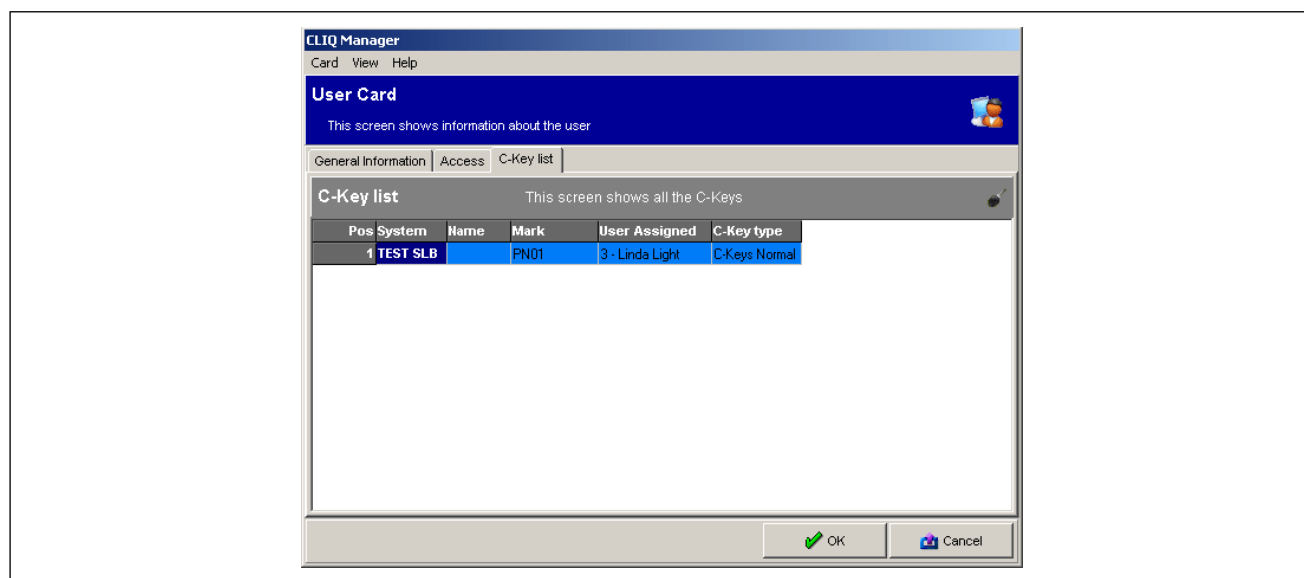 CLIQ Manager
Card View Help
User Card
This screen shows information about the user
General Information Access C-Key list
C-Key list This screen shows all the C-Keys
Pos System Name Mark User Assigned C-Key type
1 TEST SLB PN01 3 - Linda Light C-Keys Normal
OK Cancel